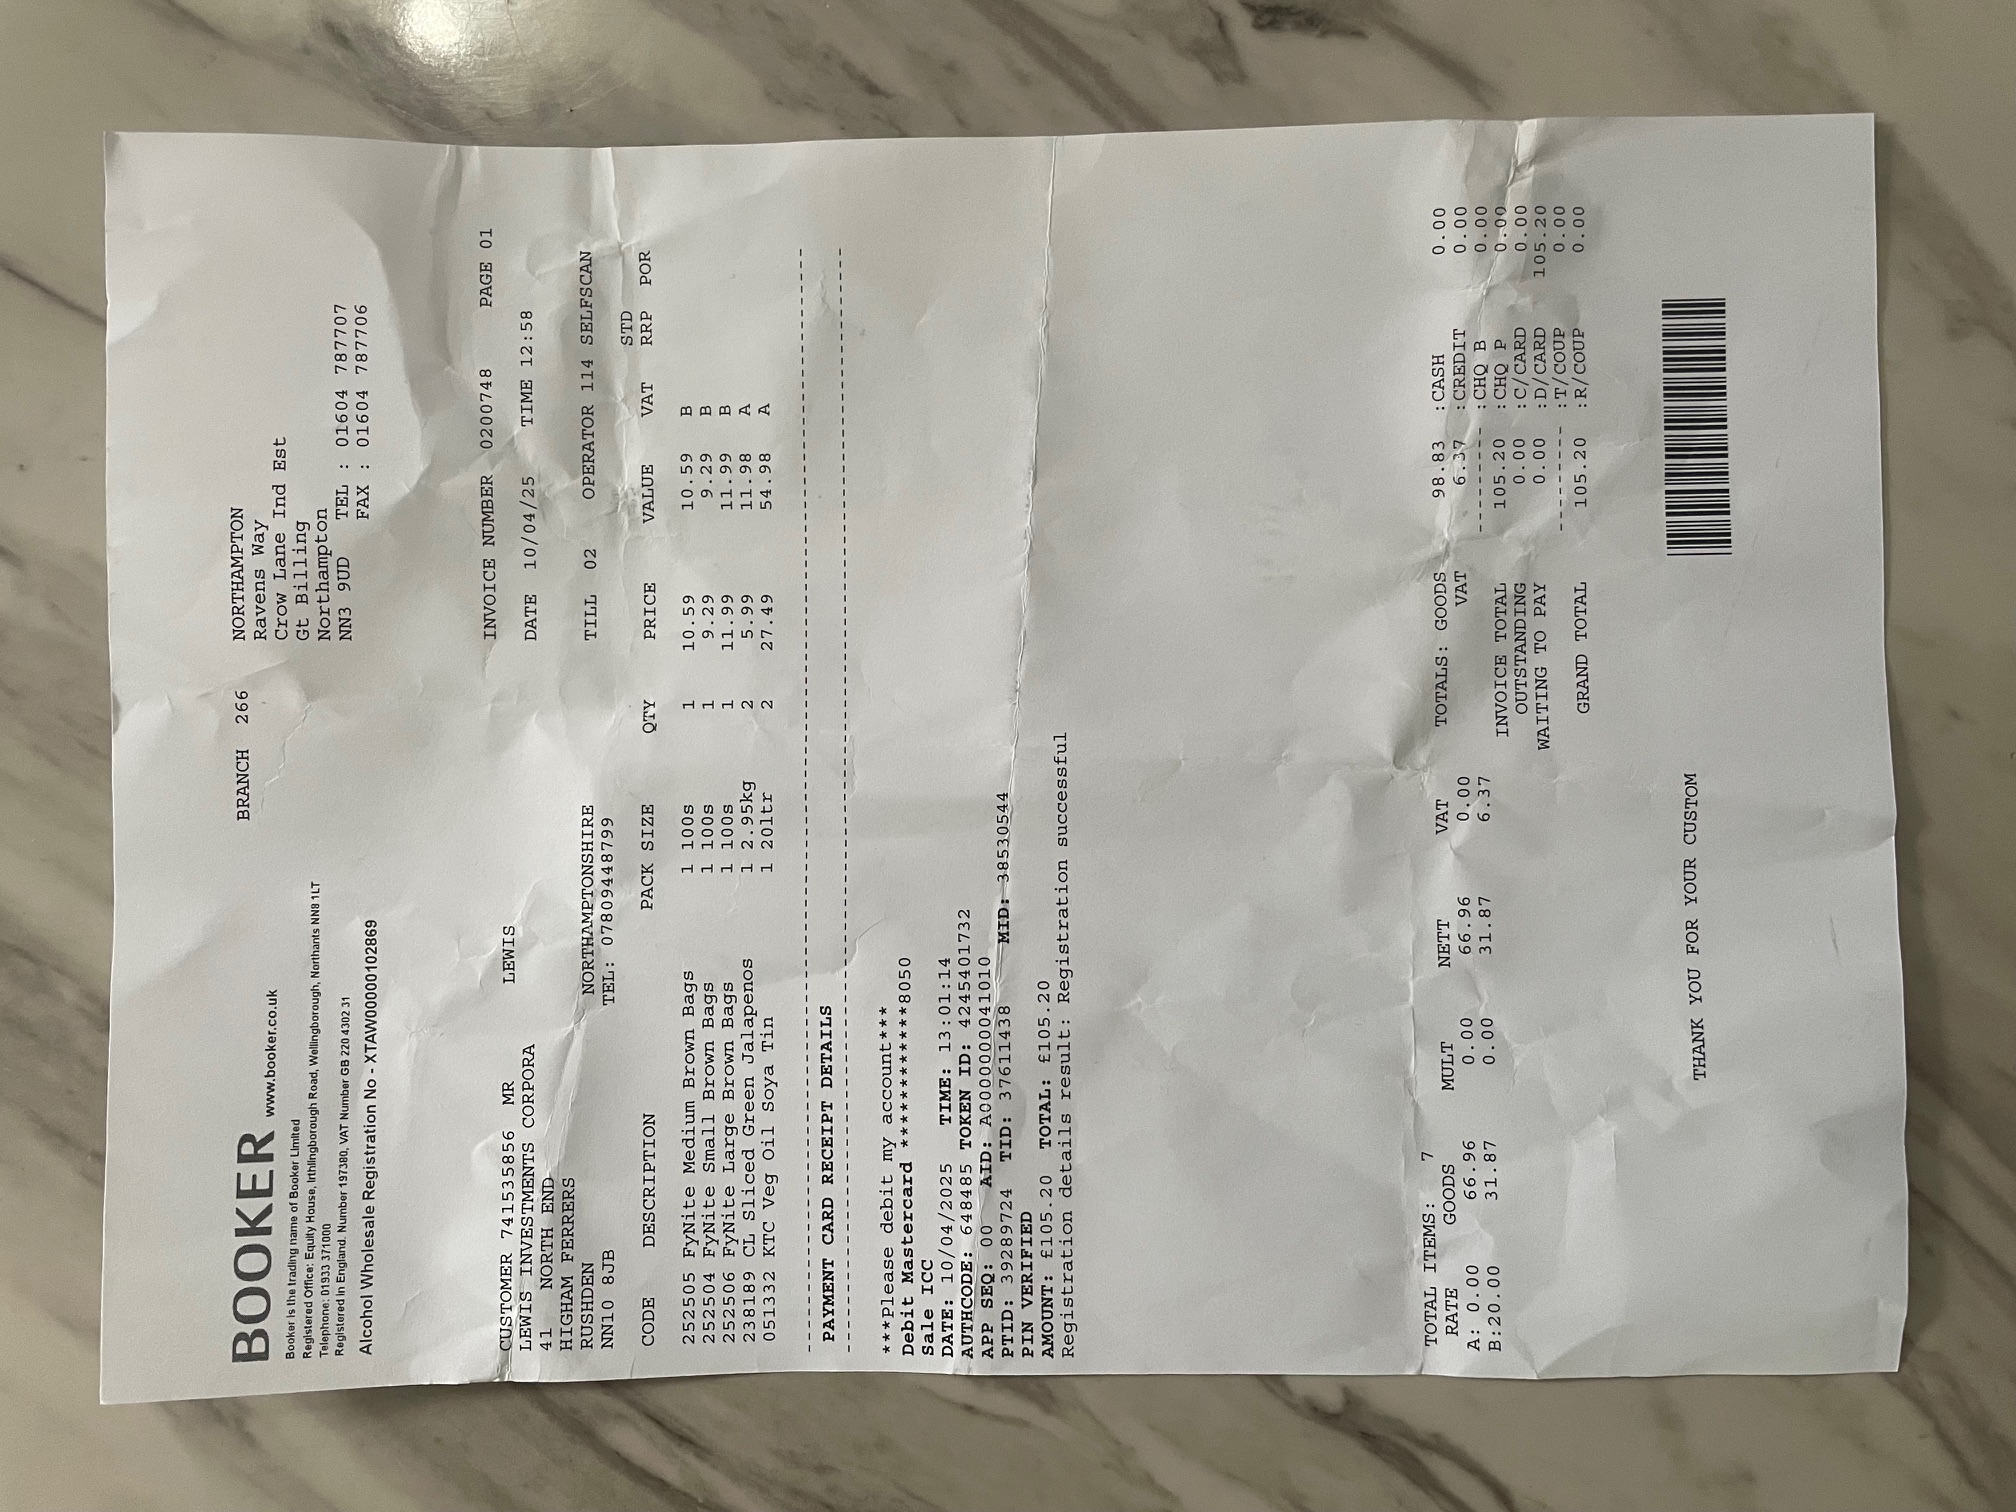 BOOKER www.booker.co.uk
Booker is the trading name of Booker Limited
Registered Office: Equity House, Irthlingborough Road, Wellingborough, Northants NN8 1LT
Telephone: 01933 371000
Registered in England. Number 197380, VAT Number GB 220 4302 31
Alcohol Wholesale Registration No - XTAW00000102869
BRANCH 266 NORTHAMPTON
Ravens Way
Crow Lane Ind Est
Gt Billing
Northampton
NN3 9UD TEL : 01604 787707
FAX : 01604 787706
INVOICE NUMBER 0200748 PAGE 01
CUSTOMER 741535856 MR LEWIS
LEWIS INVESTMENTS CORPORA
DATE 10/04/25 TIME 12:58
41 NORTH END
HIGHAM FERRERS
RUSHDEN NORTHAMPTONSHIRE
TILL 02 OPERATOR 114 SELFSCAN
NN10 8JB TEL: 07809448799
STD
CODE DESCRIPTION PACK SIZE QTY PRICE VALUE VAT RRP POR
252505 FyNite Medium Brown Bags 1 100s 1 10.59 10.59 B
252504 FyNite Small Brown Bags 1 100s 1 9.29 9.29 B
252506 FyNite Large Brown Bags 1 100s 1 11.99 11.99 B
238189 CL Sliced Green Jalapenos 1 2.95kg 2 5.99 11.98 A
051332 KTC Veg Oil Soya Tin 1 20ltr 2 27.49 54.98 A
PAYMENT CARD RECEIPT DETAILS
***Please debit my account***
Debit Mastercard ************8050
Sale ICC
DATE: 10/04/2025 TIME: 13:01:14
AUTHCODE: 648485 TOKEN ID: 4245401732
APP SEQ: 00 AID: A0000000041010
PTID: 39289724 TID: 37611438 MID: 38530544
PIN VERIFIED
AMOUNT: £105.20 TOTAL: £105.20
Registration details result: Registration successful
TOTAL ITEMS: 7
RATE GOODS MULT NETT VAT
A: 0.00 66.96 0.00 66.96 0.00
B:20.00 31.87 0.00 31.87 6.37
TOTALS: GOODS 98.83 :CASH 0.00
VAT 6.37 :CREDIT 0.00
--------- :CHQ B 0.00
INVOICE TOTAL 105.20 :CHQ P 0.00
OUTSTANDING 0.00 :C/CARD 0.00
WAITING TO PAY 0.00 :D/CARD 105.20
--------- :T/COUP 0.00
GRAND TOTAL 105.20 :R/COUP 0.00
THANK YOU FOR YOUR CUSTOM